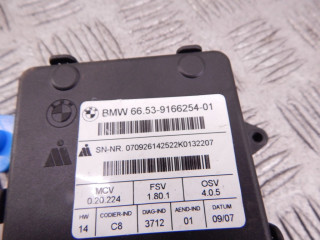 BMW 66.53-9166254-01
SN-NR. 070926142522K0132207
MCV FSV OSV
0.20.224 1.80.1 4.0.5
HW CODIER-IND DIAG-IND AEND-IND DATUM
14 C8 3712 01 09/07